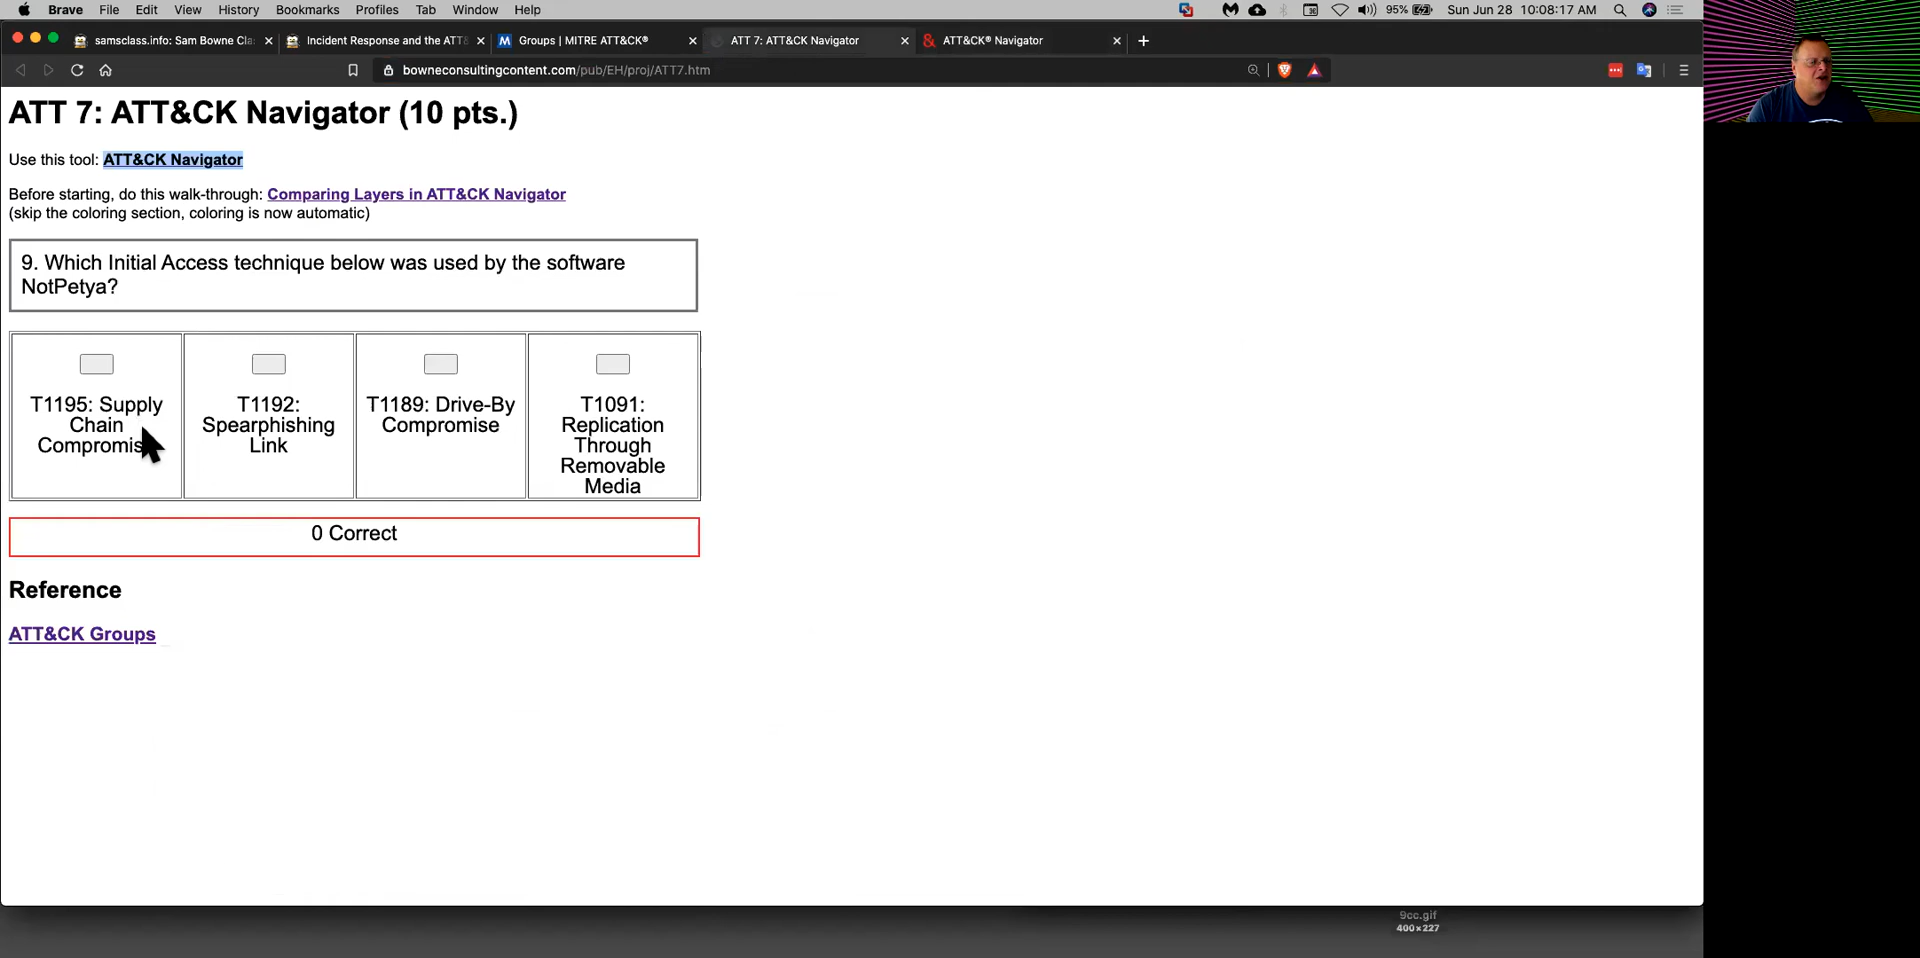 Brave File Edit View History Bookmarks Profiles Tab Window Help 95% Sun Jun 28 10:08:17 AM
samsclass.info: Sam Bowne Cla
Incident Response and the ATT&
Groups | MITRE ATT&CK®
ATT 7: ATT&CK Navigator
ATT&CK® Navigator
bowneconsultingcontent.com/pub/EH/proj/ATT7.htm
ATT 7: ATT&CK Navigator (10 pts.)
Use this tool: ATT&CK Navigator
Before starting, do this walk-through: Comparing Layers in ATT&CK Navigator
(skip the coloring section, coloring is now automatic)
9. Which Initial Access technique below was used by the software
NotPetya?
T1195: Supply
Chain
Compromis
T1192:
Spearphishing
Link
T1189: Drive-By
Compromise
T1091:
Replication
Through
Removable
Media
0 Correct
Reference
ATT&CK Groups
9cc.gif
400×227